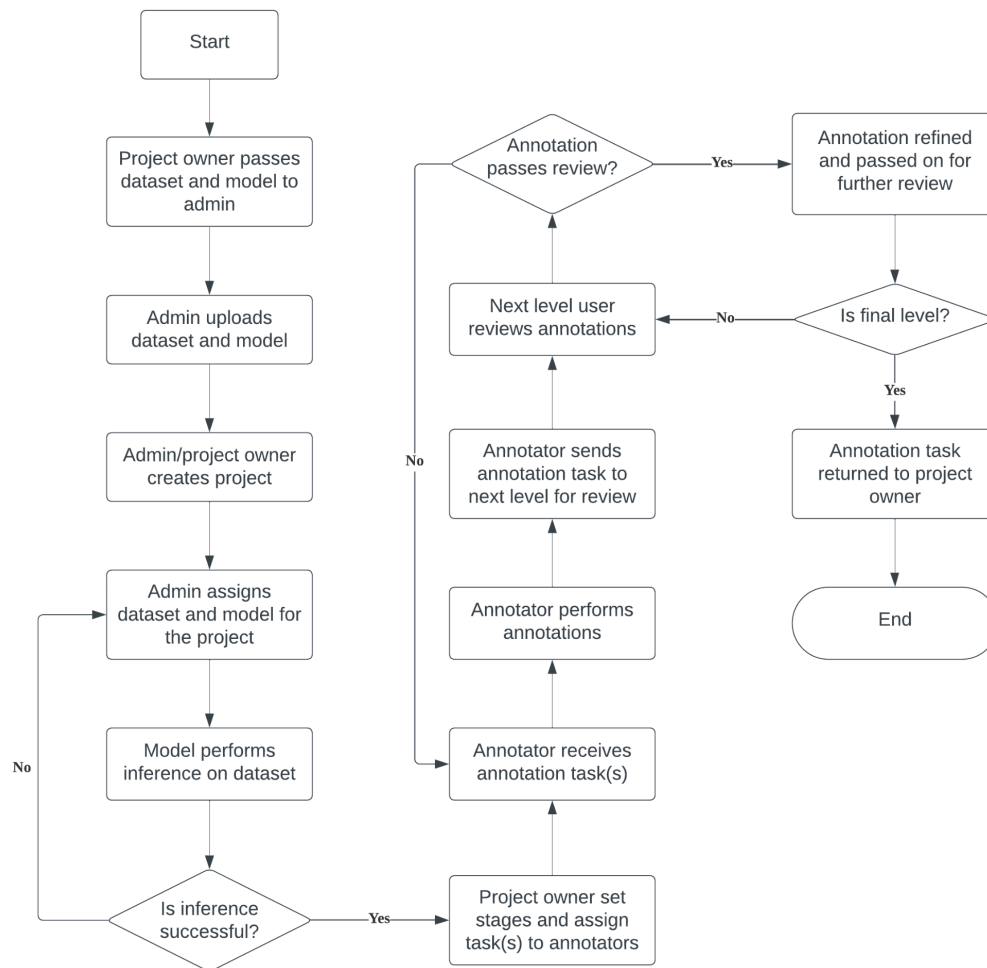 Start
Project owner passes
dataset and model to
admin
Admin uploads
dataset and model
Admin/project owner
creates project
Admin assigns
dataset and model for
the project
Model performs
inference on dataset
No
Is inference
successful?
Yes
Project owner set
stages and assign
task(s) to annotators
Annotator receives
annotation task(s)
Annotator performs
annotations
Annotator sends
annotation task to
next level for review
No
Next level user
reviews annotations
Annotation
passes review?
Yes
Annotation refined
and passed on for
further review
Is final level?
No
Yes
Annotation task
returned to project
owner
End